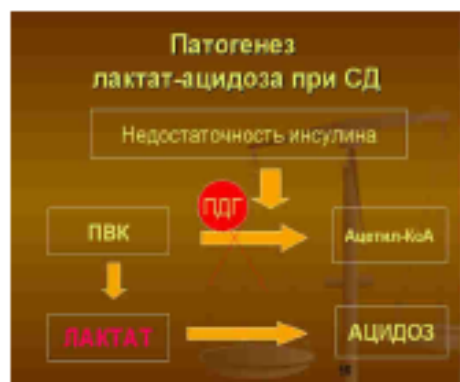 Патогенез
лактат-ацидоза при СД
Недостаточность инсулина
ПДГ
ПВК
Ацетил-КоА
ЛАКТАТ
АЦИДОЗ